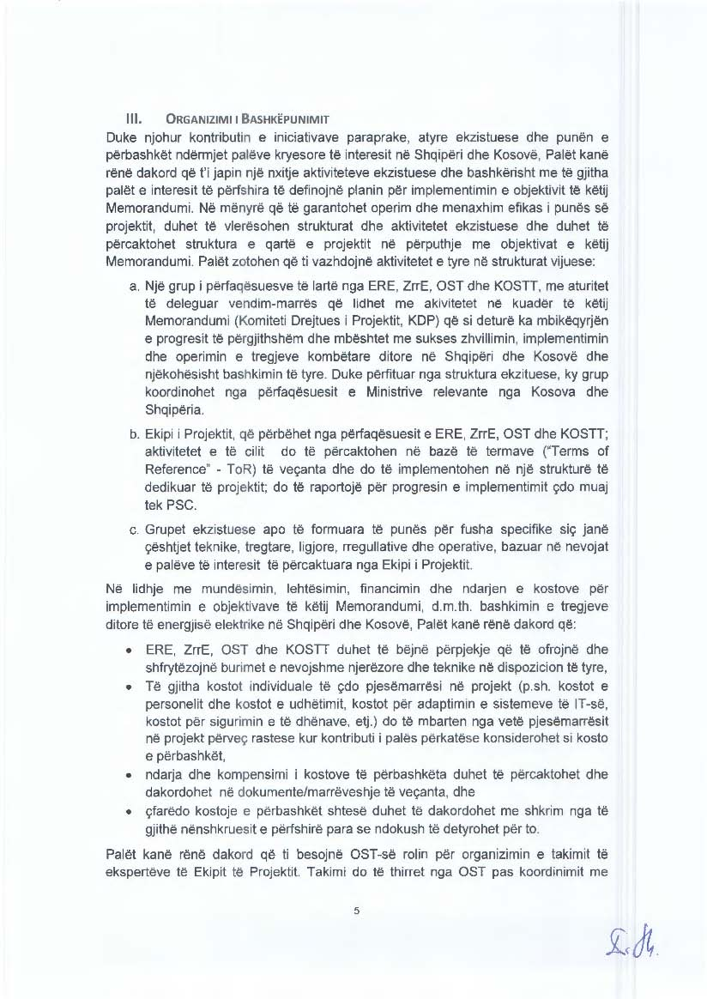 III. ORGANIZIMI I BASHKËPUNIMIT
Duke njohur kontributin e iniciativave paraprake, atyre ekzistuese dhe punën e
përbashkët ndërmjet palëve kryesore të interesit në Shqipëri dhe Kosovë, Palët kanë
rënë dakord që t'i japin një nxitje aktiviteteve ekzistuese dhe bashkërisht me të gjitha
palët e interesit të përfshira të definojnë planin për implementimin e objektivit të këtij
Memorandumi. Në mënyrë që të garantohet operim dhe menaxhim efikas i punës së
projektit, duhet të vlerësohen strukturat dhe aktivitetet ekzistuese dhe duhet të
përcaktohet struktura e qartë e projektit në përputhje me objektivat e këtij
Memorandumi. Palët zotohen që ti vazhdojnë aktivitetet e tyre në strukturat vijuese:
a. Një grup i përfaqësuesve të lartë nga ERE, ZrrE, OST dhe KOSTT, me aturitet
të deleguar vendim-marrës që lidhet me akivitetet në kuadër të këtij
Memorandumi (Komiteti Drejtues i Projektit, KDP) që si deturë ka mbikëqyrjën
e progresit të përgjithshëm dhe mbështet me sukses zhvillimin, implementimin
dhe operimin e tregjeve kombëtare ditore në Shqipëri dhe Kosovë dhe
njëkohësisht bashkimin të tyre. Duke përfituar nga struktura ekzituese, ky grup
koordinohet nga përfaqësuesit e Ministrive relevante nga Kosova dhe
Shqipëria.
b. Ekipi i Projektit, që përbëhet nga përfaqësuesit e ERE, ZrrE, OST dhe KOSTT;
aktivitetet e të cilit do të përcaktohen në bazë të termave ("Terms of
Reference" - ToR) të veçanta dhe do të implementohen në një strukturë të
dedikuar të projektit; do të raportojë për progresin e implementimit çdo muaj
tek PSC.
c. Grupet ekzistuese apo të formuara të punës për fusha specifike siç janë
çështjet teknike, tregtare, ligjore, rregullative dhe operative, bazuar në nevojat
e palëve të interesit të përcaktuara nga Ekipi i Projektit.
Në lidhje me mundësimin, lehtësimin, financimin dhe ndarjen e kostove për
implementimin e objektivave të këtij Memorandumi, d.m.th. bashkimin e tregjeve
ditore të energjisë elektrike në Shqipëri dhe Kosovë, Palët kanë rënë dakord që:
• ERE, ZrrE, OST dhe KOSTT duhet të bëjnë përpjekje që të ofrojnë dhe
shfrytëzojnë burimet e nevojshme njerëzore dhe teknike në dispozicion të tyre,
• Të gjitha kostot individuale të çdo pjesëmarrësi në projekt (p.sh. kostot e
personelit dhe kostot e udhëtimit, kostot për adaptimin e sistemeve të IT-së,
kostot për sigurimin e të dhënave, etj.) do të mbarten nga vetë pjesëmarrësit
në projekt përveç rastese kur kontributi i palës përkatëse konsiderohet si kosto
e përbashkët,
• ndarja dhe kompensimi i kostove të përbashkëta duhet të përcaktohet dhe
dakordohet në dokumente/marrëveshje të veçanta, dhe
• çfarëdo kostoje e përbashkët shtesë duhet të dakordohet me shkrim nga të
gjithë nënshkruesit e përfshirë para se ndokush të detyrohet për to.
Palët kanë rënë dakord që ti besojnë OST-së rolin për organizimin e takimit të
ekspertëve të Ekipit të Projektit. Takimi do të thirret nga OST pas koordinimit me
5